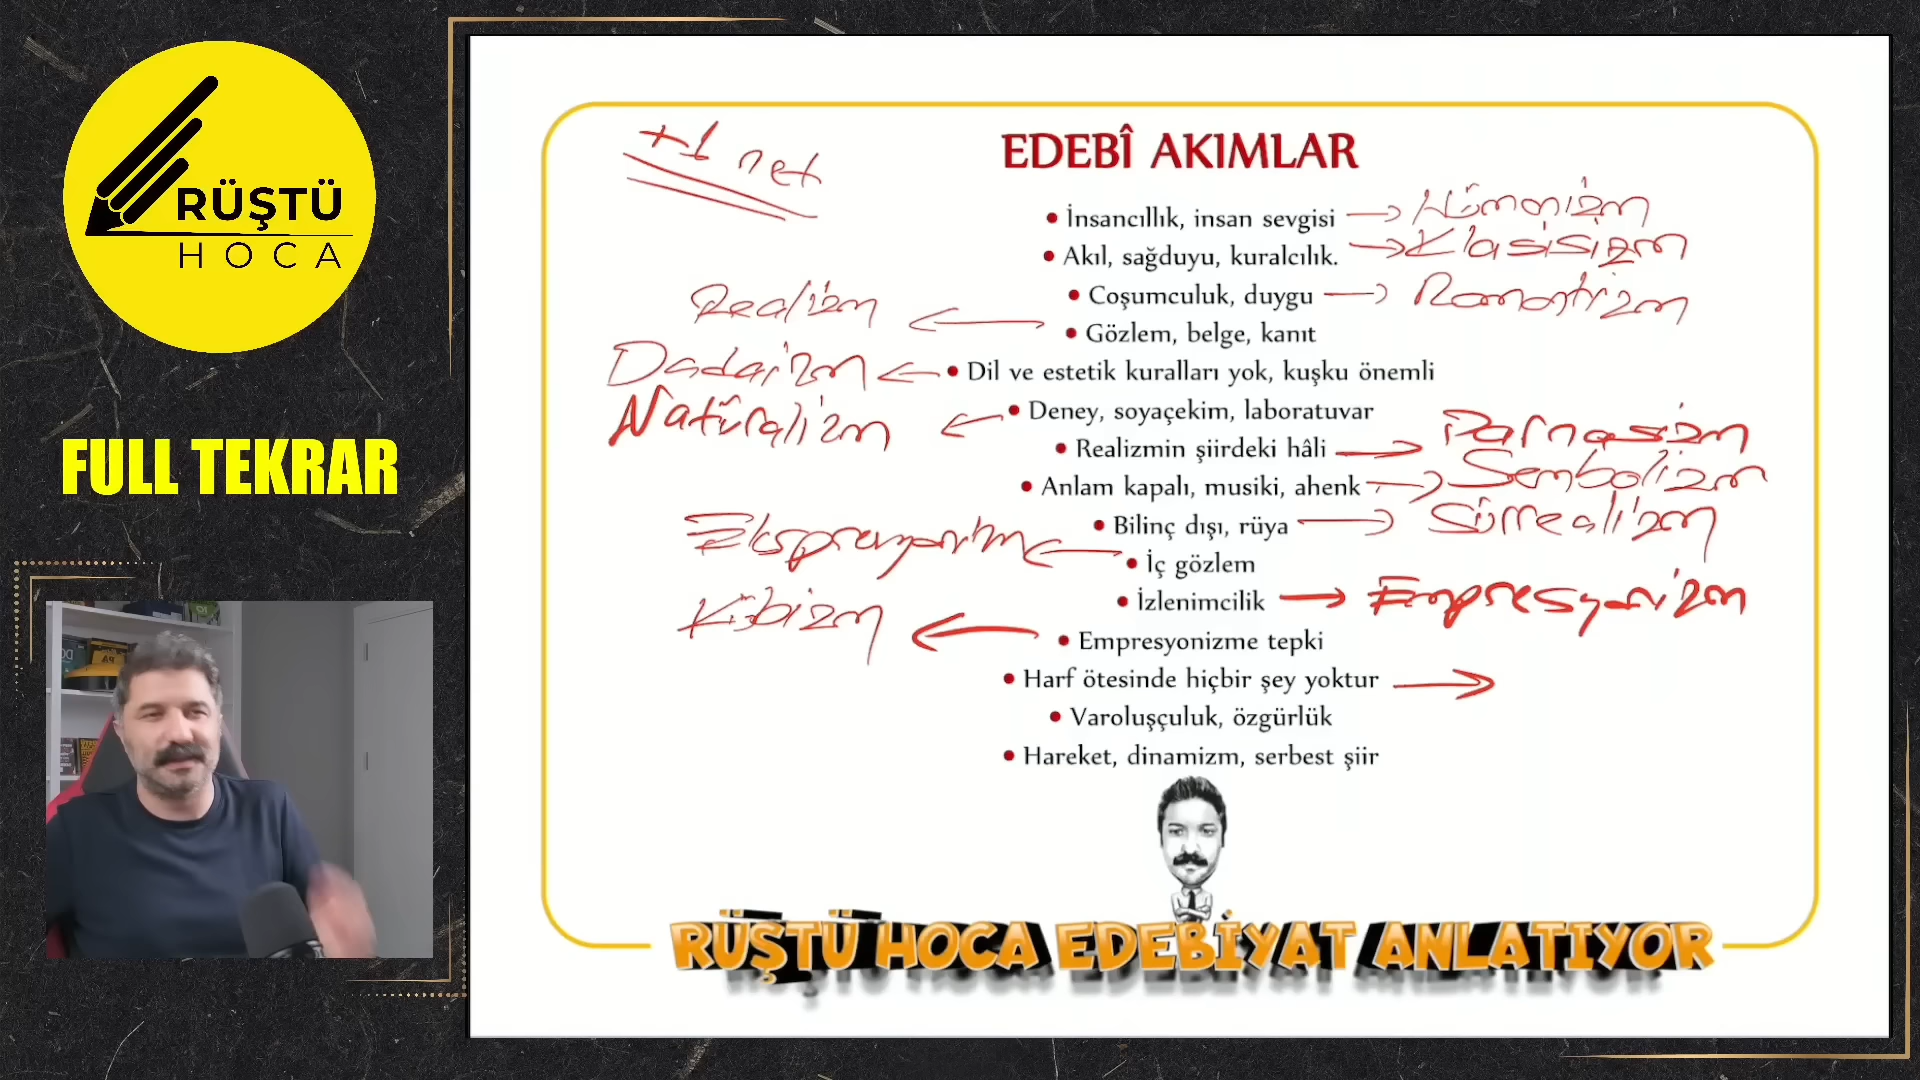 RÜŞTÜ
HOCA
FULL TEKRAR
+1 net
EDEBÎ AKIMLAR
• İnsancıllık, insan sevgisi → Hümanizm
• Akıl, sağduyu, kuralcılık. → Klasisizm
• Coşumculuk, duygu → Romantizm
Realizm ← • Gözlem, belge, kanıt
Dadaizm ← • Dil ve estetik kuralları yok, kuşku önemli
Natüralizm ← • Deney, soyaçekim, laboratuvar
• Realizmin şiirdeki hâli → Parnasizm
• Anlam kapalı, musiki, ahenk → Sembolizm
• Bilinç dışı, rüya → Sürrealizm
Ekspresyonizm ← • İç gözlem
• İzlenimcilik → Empresyonizm
Kübizm ← • Empresyonizme tepki
• Harf ötesinde hiçbir şey yoktur →
• Varoluşçuluk, özgürlük
• Hareket, dinamizm, serbest şiir
RÜŞTÜ HOCA EDEBİYAT ANLATIYOR